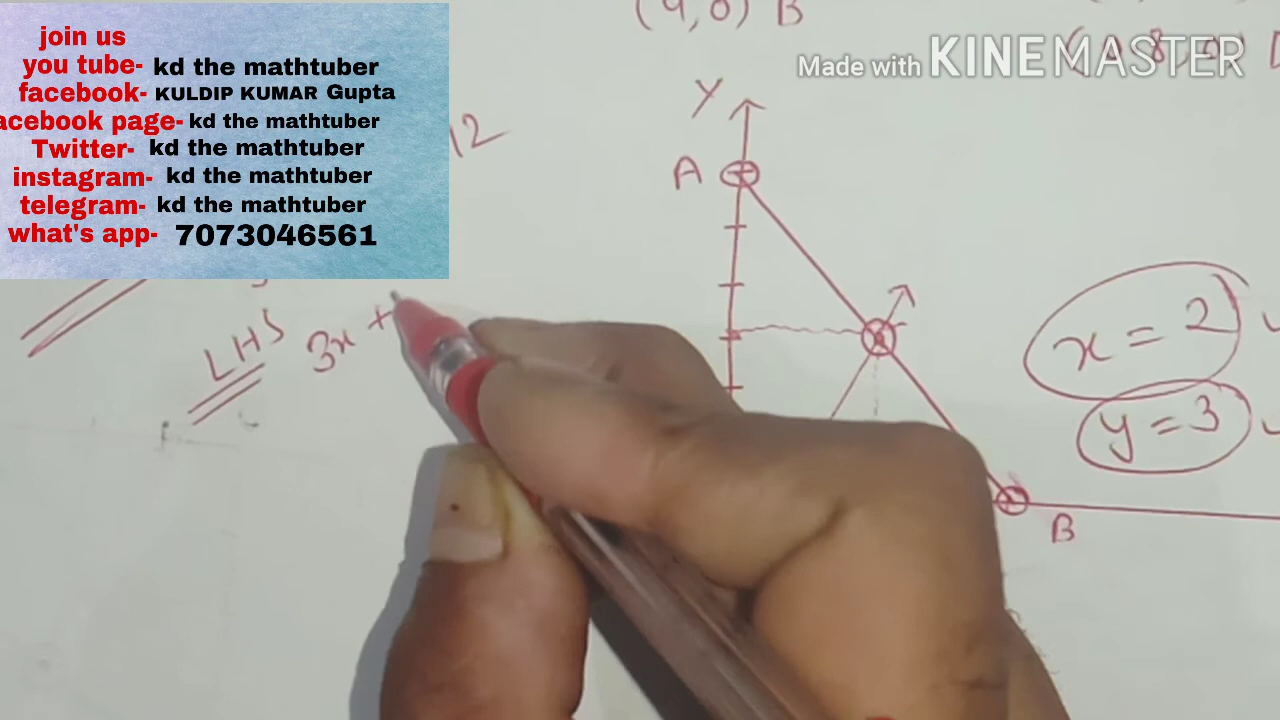 join us
you tube- kd the mathtuber
facebook- KULDIP KUMAR Gupta
acebook page- kd the mathtuber
Twitter- kd the mathtuber
instagram- kd the mathtuber
telegram- kd the mathtuber
what's app- 7073046561
Made with KINEMASTER
B
Y
12
A
x = 2
LHS 3x +
y = 3
B